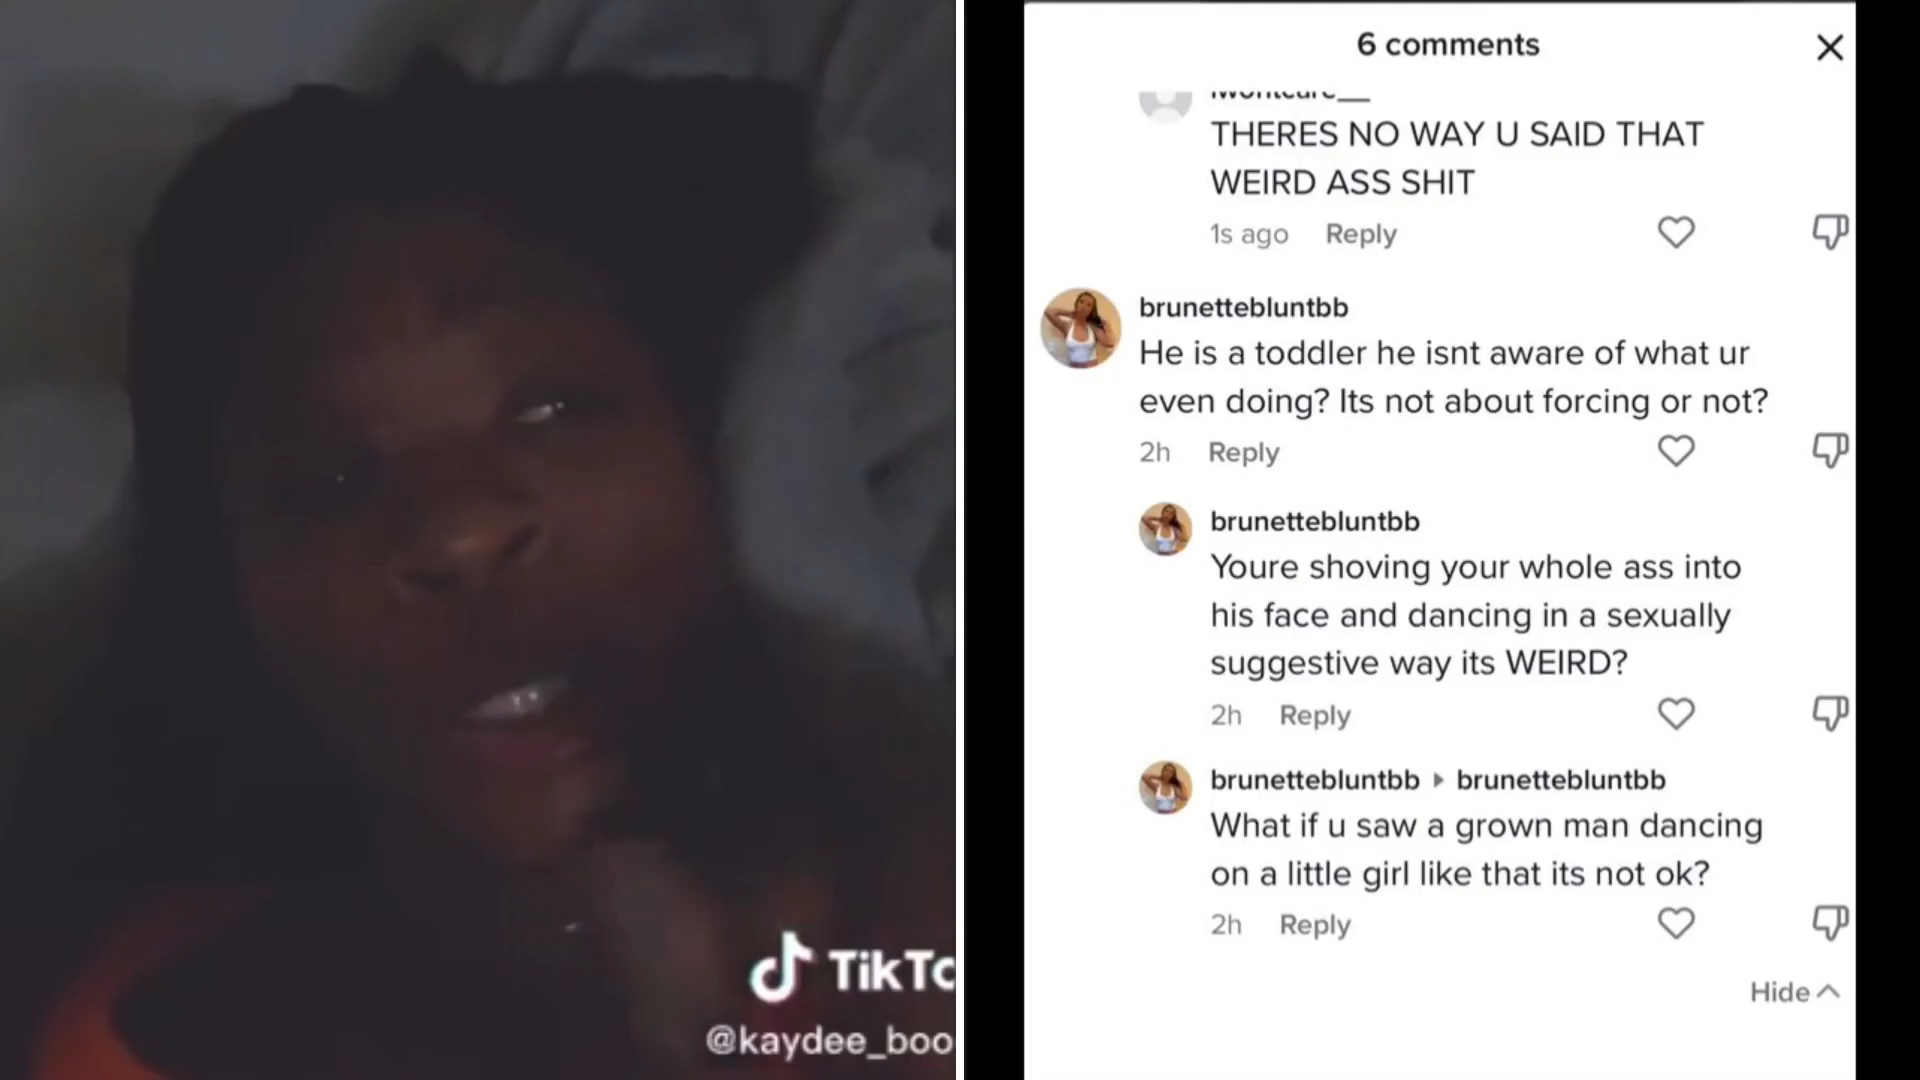 TikTo
@kaydee_boo
6 comments
iwontcare__
THERES NO WAY U SAID THAT
WEIRD ASS SHIT
1s ago Reply
brunettebluntbb
He is a toddler he isnt aware of what ur
even doing? Its not about forcing or not?
2h Reply
brunettebluntbb
Youre shoving your whole ass into
his face and dancing in a sexually
suggestive way its WEIRD?
2h Reply
brunettebluntbb brunettebluntbb
What if u saw a grown man dancing
on a little girl like that its not ok?
2h Reply
Hide